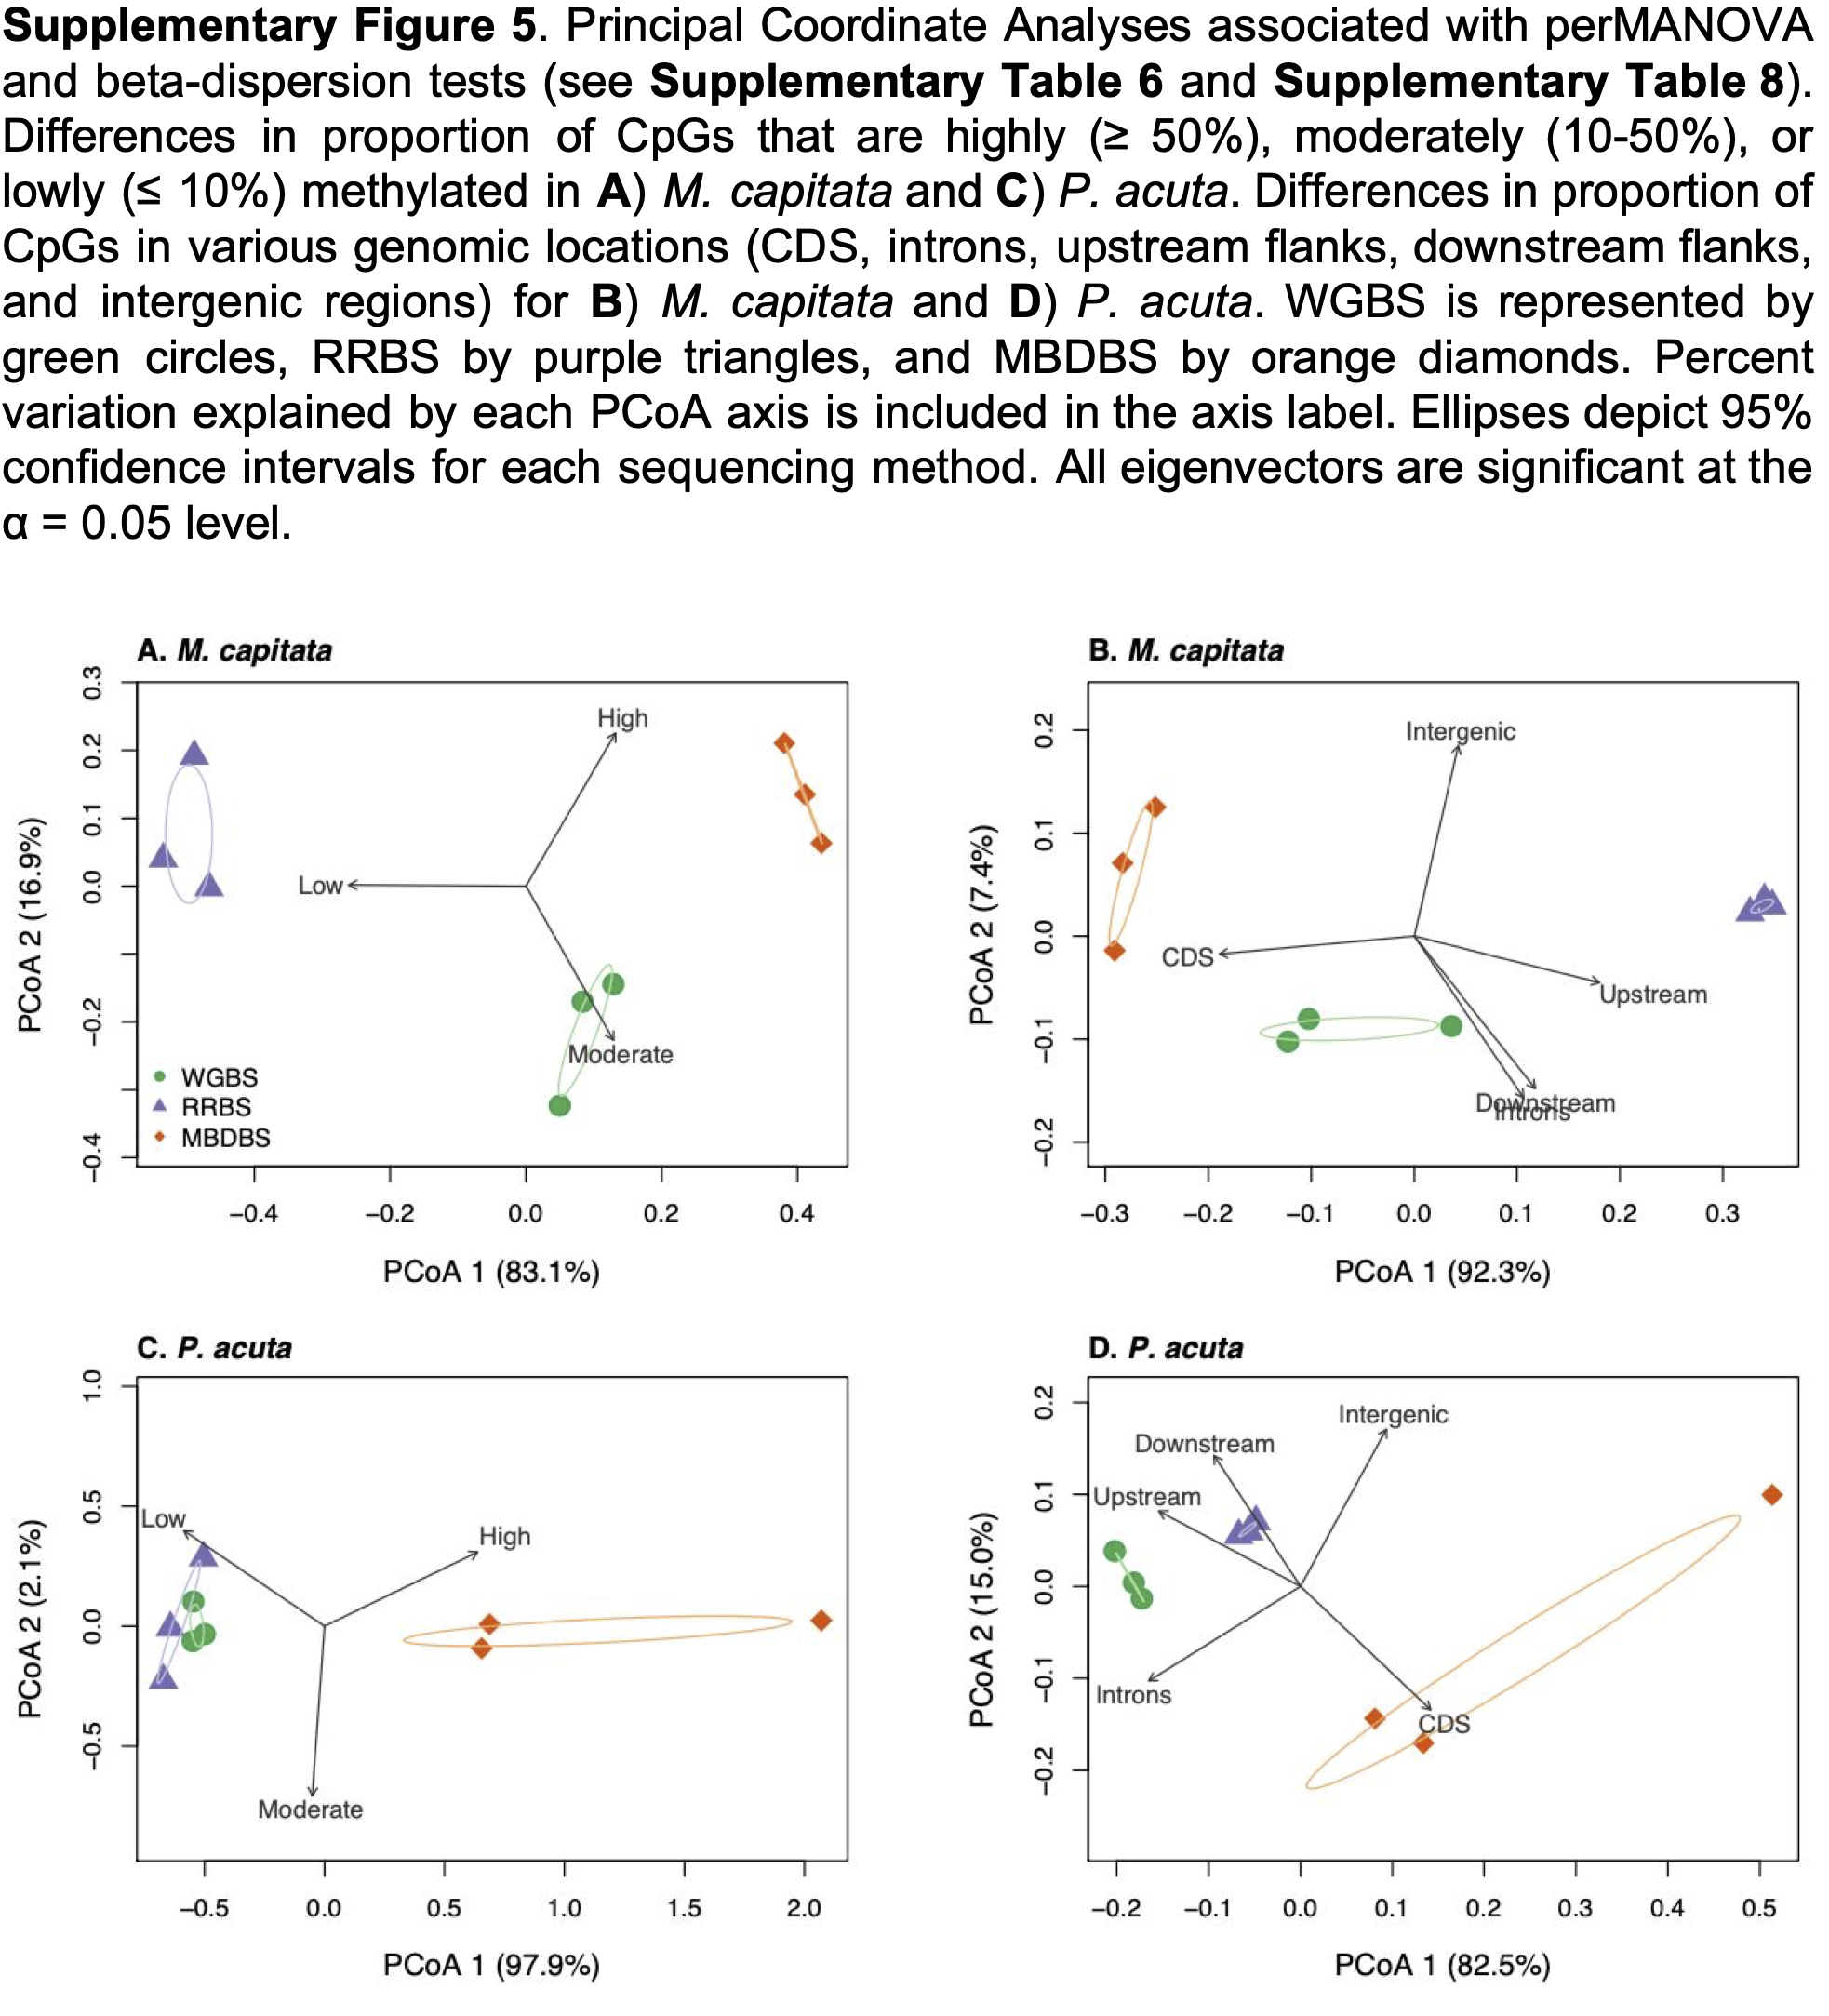 Supplementary Figure 5. Principal Coordinate Analyses associated with perMANOVA
and beta-dispersion tests (see Supplementary Table 6 and Supplementary Table 8).
Differences in proportion of CpGs that are highly (≥ 50%), moderately (10-50%), or
lowly (≤ 10%) methylated in A) M. capitata and C) P. acuta. Differences in proportion of
CpGs in various genomic locations (CDS, introns, upstream flanks, downstream flanks,
and intergenic regions) for B) M. capitata and D) P. acuta. WGBS is represented by
green circles, RRBS by purple triangles, and MBDBS by orange diamonds. Percent
variation explained by each PCoA axis is included in the axis label. Ellipses depict 95%
confidence intervals for each sequencing method. All eigenvectors are significant at the
α = 0.05 level.
A. M. capitata
PCoA 2 (16.9%)
0.3
0.2
0.1
0.0
−0.2
−0.4
High
Low
Moderate
WGBS
RRBS
MBDBS
−0.4 −0.2 0.0 0.2 0.4
PCoA 1 (83.1%)
B. M. capitata
PCoA 2 (7.4%)
0.2
0.1
0.0
−0.1
−0.2
Intergenic
CDS
Upstream
Downstream
Introns
−0.3 −0.2 −0.1 0.0 0.1 0.2 0.3
PCoA 1 (92.3%)
C. P. acuta
PCoA 2 (2.1%)
1.0
0.5
0.0
−0.5
Low
High
Moderate
−0.5 0.0 0.5 1.0 1.5 2.0
PCoA 1 (97.9%)
D. P. acuta
PCoA 2 (15.0%)
0.2
0.1
0.0
−0.1
−0.2
Intergenic
Downstream
Upstream
Introns
CDS
−0.2 −0.1 0.0 0.1 0.2 0.3 0.4 0.5
PCoA 1 (82.5%)